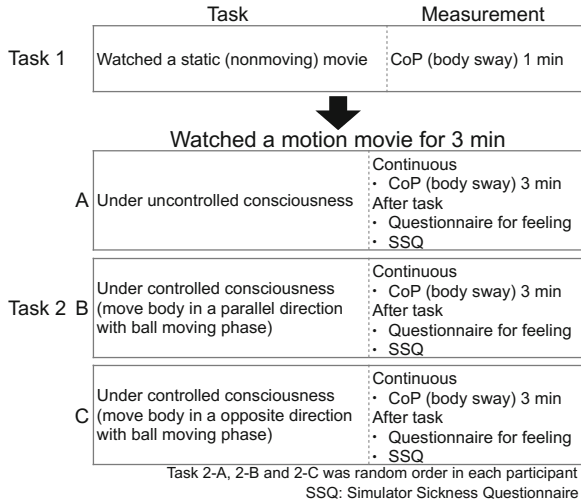 Task Measurement
Task 1 Watched a static (nonmoving) movie CoP (body sway) 1 min
Watched a motion movie for 3 min
Task 2
A Under uncontrolled consciousness
Continuous
・ CoP (body sway) 3 min
After task
・ Questionnaire for feeling
・ SSQ
B Under controlled consciousness
(move body in a parallel direction
with ball moving phase)
Continuous
・ CoP (body sway) 3 min
After task
・ Questionnaire for feeling
・ SSQ
C Under controlled consciousness
(move body in a opposite direction
with ball moving phase)
Continuous
・ CoP (body sway) 3 min
After task
・ Questionnaire for feeling
・ SSQ
Task 2-A, 2-B and 2-C was random order in each participant
SSQ: Simulator Sickness Questionnaire